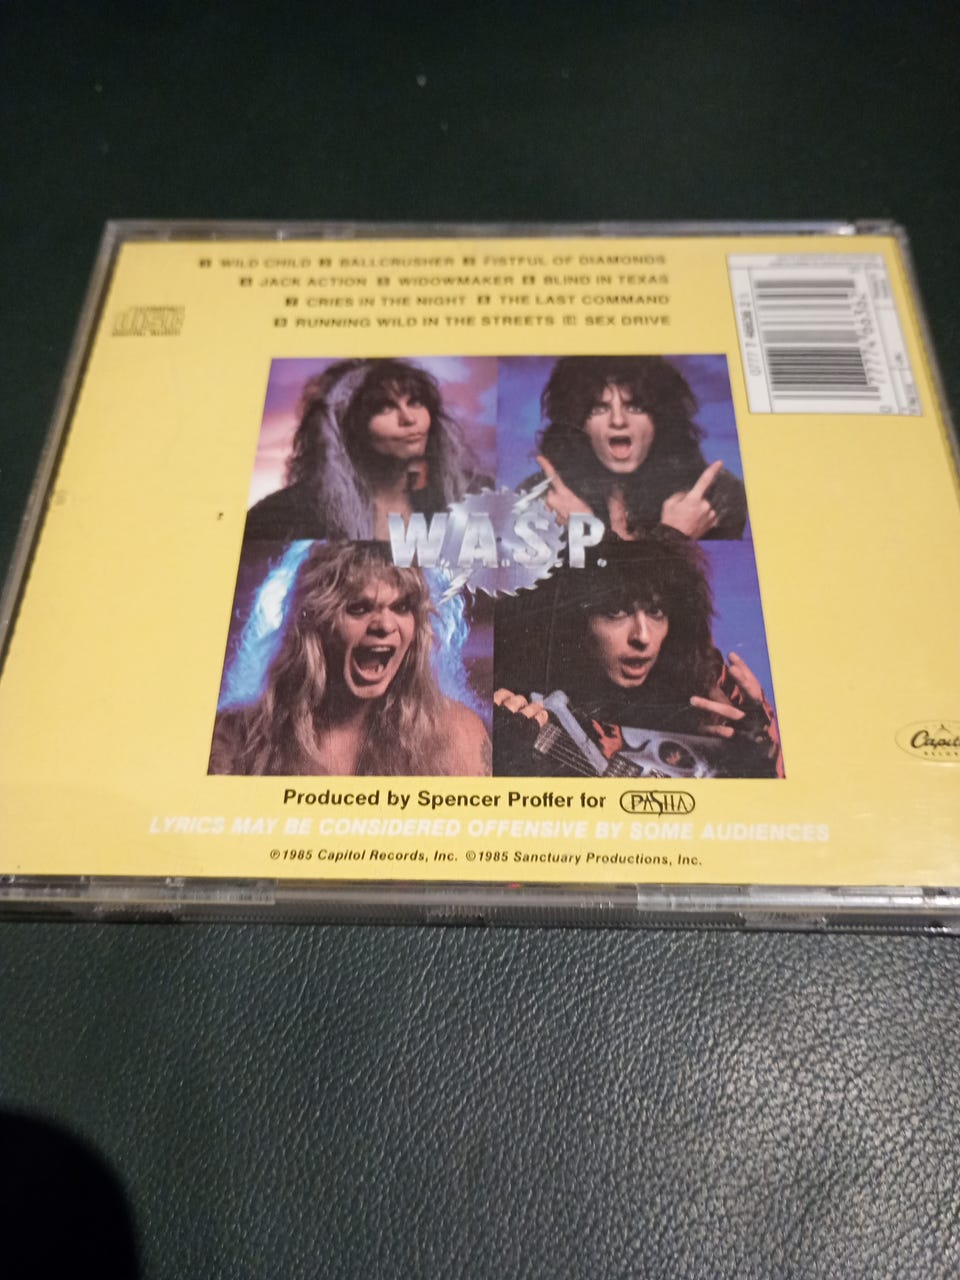 1 WILD CHILD 2 BALLCRUSHER 3 FISTFUL OF DIAMONDS
4 JACK ACTION 5 WIDOWMAKER 6 BLIND IN TEXAS
7 CRIES IN THE NIGHT 8 THE LAST COMMAND
9 RUNNING WILD IN THE STREETS 10 SEX DRIVE
disc
W.A.S.P.
Produced by Spencer Proffer for PASHA
LYRICS MAY BE CONSIDERED OFFENSIVE BY SOME AUDIENCES
℗1985 Capitol Records, Inc. ©1985 Sanctuary Productions, Inc.